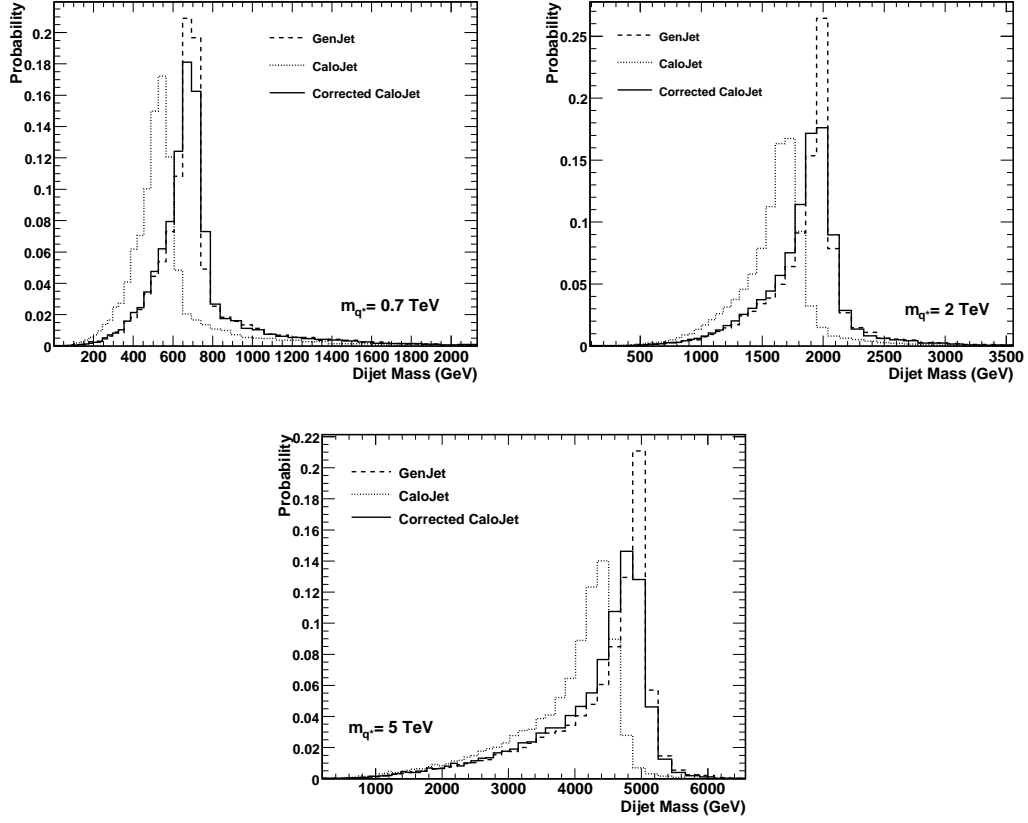 Probability
0.2
0.18
0.16
0.14
0.12
0.1
0.08
0.06
0.04
0.02
0
GenJet
CaloJet
Corrected CaloJet
m_q*= 0.7 TeV
200 400 600 800 1000 1200 1400 1600 1800 2000
Dijet Mass (GeV)
Probability
0.25
0.2
0.15
0.1
0.05
0
GenJet
CaloJet
Corrected CaloJet
m_q*= 2 TeV
500 1000 1500 2000 2500 3000 3500
Dijet Mass (GeV)
Probability
0.22
0.2
0.18
0.16
0.14
0.12
0.1
0.08
0.06
0.04
0.02
0
GenJet
CaloJet
Corrected CaloJet
m_q*= 5 TeV
1000 2000 3000 4000 5000 6000
Dijet Mass (GeV)